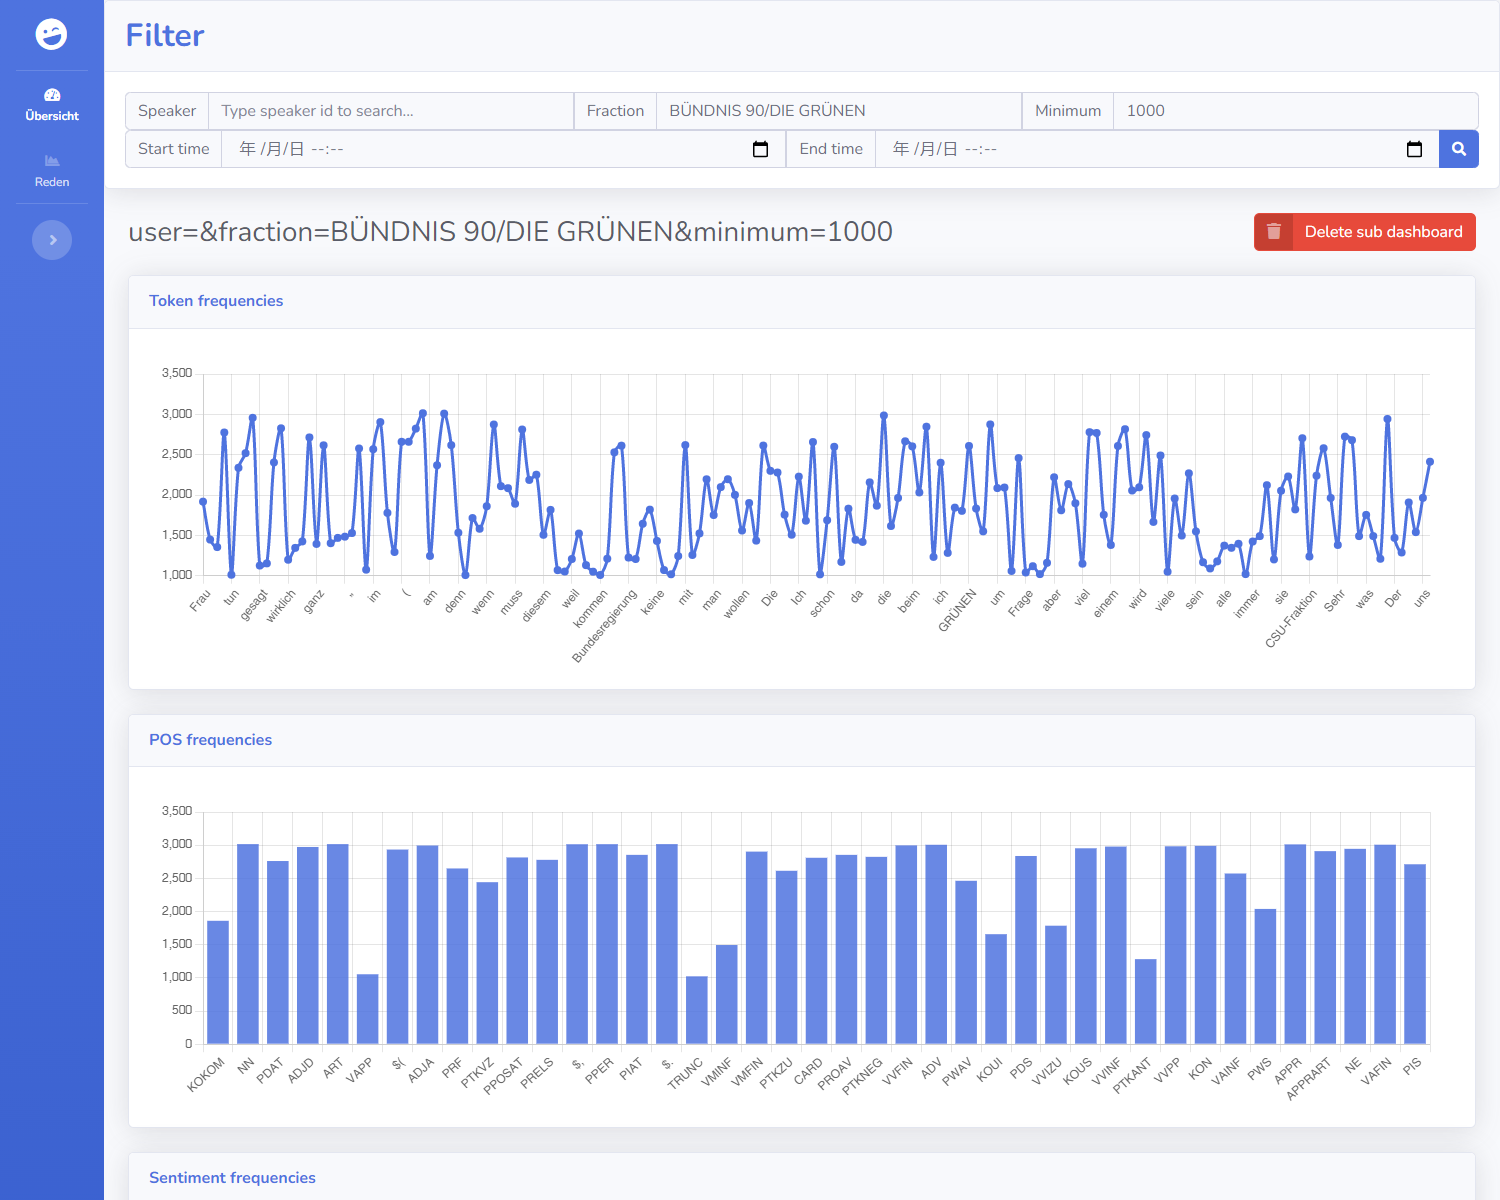 Filter
Übersicht
Reden
Speaker Type speaker id to search... Fraction BÜNDNIS 90/DIE GRÜNEN Minimum 1000
Start time 年 /月/日 --:-- End time 年 /月/日 --:--
user=&fraction=BÜNDNIS 90/DIE GRÜNEN&minimum=1000
Delete sub dashboard
Token frequencies
3,500
3,000
2,500
2,000
1,500
1,000
Frau tun gesagt wirklich ganz " im ( am denn wenn muss diesem weil kommen Bundesregierung keine mit man wollen Die Ich schon da die beim ich GRÜNEN um Frage aber viel einem wird viele sein alle immer sie CSU-Fraktion Sehr was Der uns
POS frequencies
3,500
3,000
2,500
2,000
1,500
1,000
500
0
KOKOM NN PDAT ADJD ART VAPP $( ADJA PRF PTKVZ PPOSAT PRELS $, PPER PIAT $. TRUNC VMINF VMFIN PTKZU CARD PROAV PTKNEG VVFIN ADV PWAV KOUI PDS VVIZU KOUS VVINF PTKANT VVPP KON VAINF PWS APPR APPRART NE VAFIN PIS
Sentiment frequencies